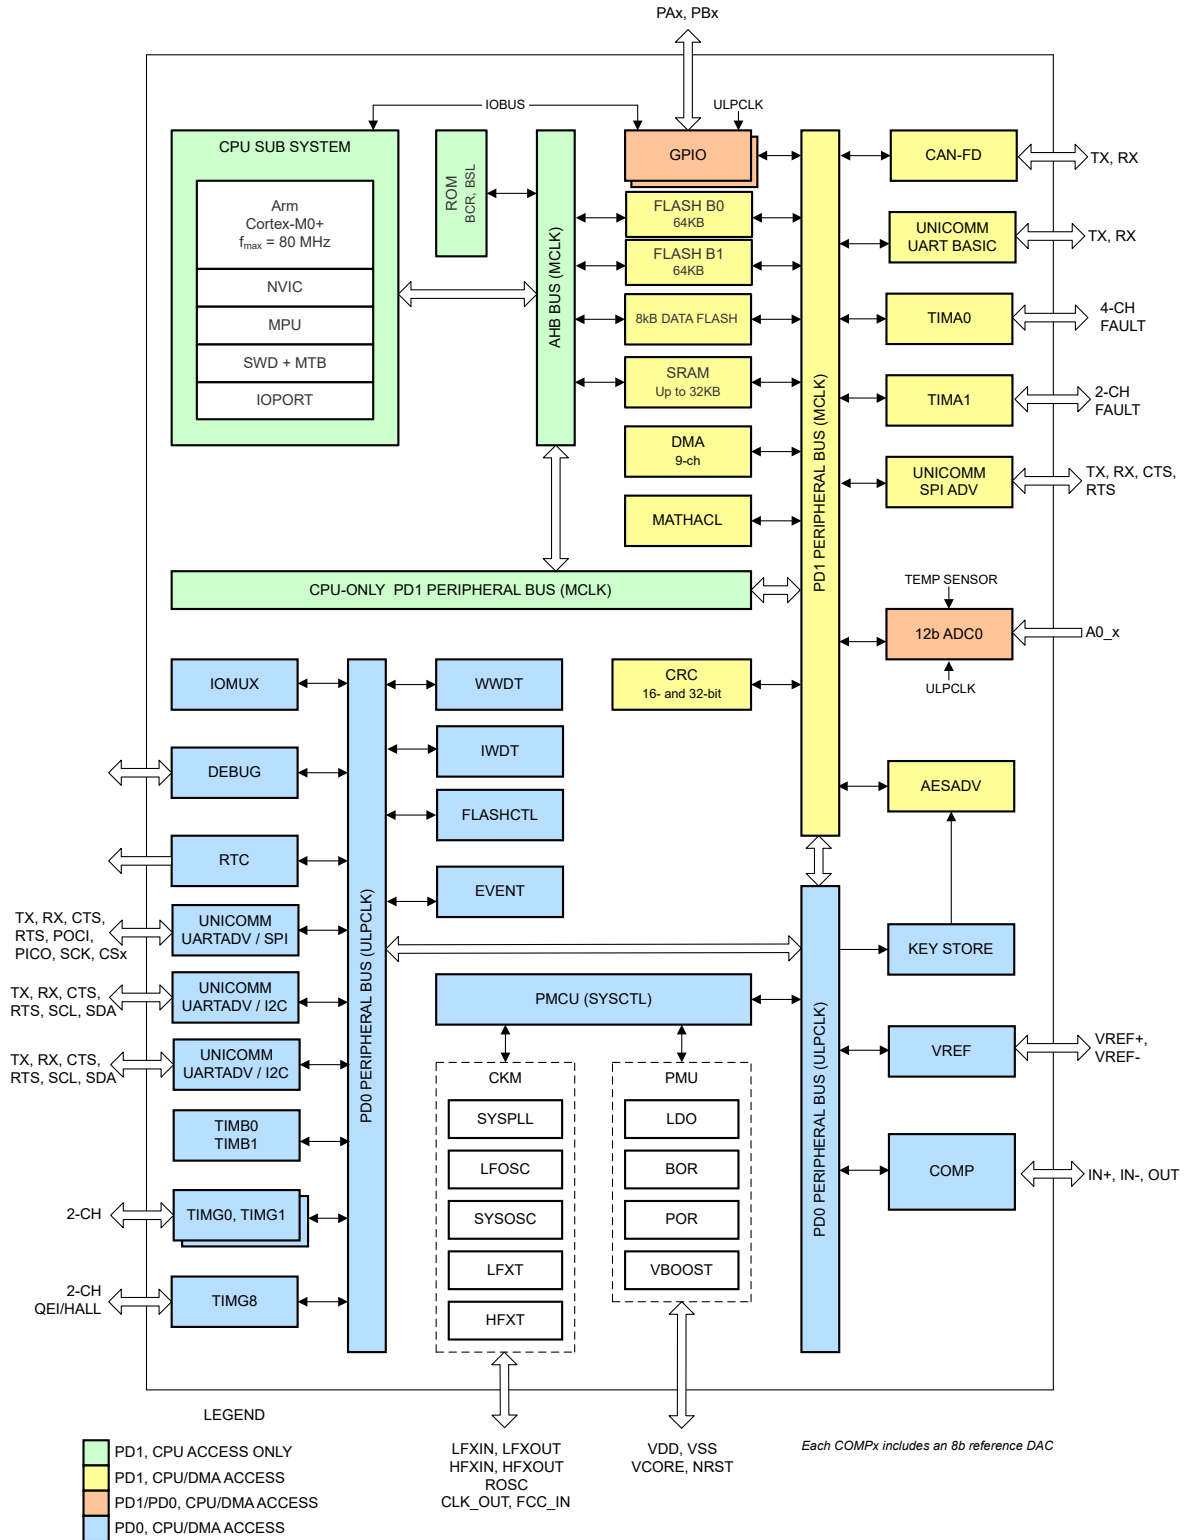 PAx, PBx
IOBUS
ULPCLK
CPU SUB SYSTEM
Arm
Cortex-M0+
fmax = 80 MHz
NVIC
MPU
SWD + MTB
IOPORT
ROM
BCR, BSL
AHB BUS (MCLK)
GPIO
FLASH B0
64KB
FLASH B1
64KB
8kB DATA FLASH
SRAM
Up to 32KB
DMA
9-ch
MATHACL
PD1 PERIPHERAL BUS (MCLK)
CAN-FD
TX, RX
UNICOMM
UART BASIC
TX, RX
TIMA0
4-CH
FAULT
TIMA1
2-CH
FAULT
UNICOMM
SPI ADV
TX, RX, CTS,
RTS
CPU-ONLY PD1 PERIPHERAL BUS (MCLK)
TEMP SENSOR
12b ADC0
A0_x
ULPCLK
CRC
16- and 32-bit
AESADV
IOMUX
DEBUG
RTC
TX, RX, CTS,
RTS, POCI,
PICO, SCK, CSx
UNICOMM
UARTADV / SPI
TX, RX, CTS,
RTS, SCL, SDA
UNICOMM
UARTADV / I2C
TX, RX, CTS,
RTS, SCL, SDA
UNICOMM
UARTADV / I2C
TIMB0
TIMB1
2-CH
TIMG0, TIMG1
2-CH
QEI/HALL
TIMG8
PD0 PERIPHERAL BUS (ULPCLK)
WWDT
IWDT
FLASHCTL
EVENT
PMCU (SYSCTL)
CKM
SYSPLL
LFOSC
SYSOSC
LFXT
HFXT
PMU
LDO
BOR
POR
VBOOST
PD0 PERIPHERAL BUS (ULPCLK)
KEY STORE
VREF
VREF+,
VREF-
COMP
IN+, IN-, OUT
LEGEND
PD1, CPU ACCESS ONLY
PD1, CPU/DMA ACCESS
PD1/PD0, CPU/DMA ACCESS
PD0, CPU/DMA ACCESS
LFXIN, LFXOUT
HFXIN, HFXOUT
ROSC
CLK_OUT, FCC_IN
VDD, VSS
VCORE, NRST
Each COMPx includes an 8b reference DAC